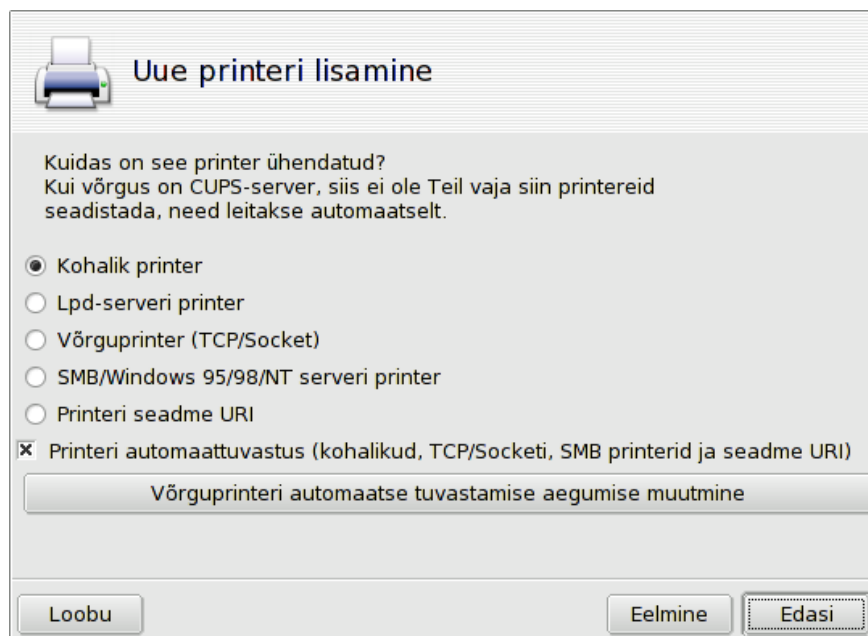 Uue printeri lisamine
Kuidas on see printer ühendatud?
Kui võrgus on CUPS-server, siis ei ole Teil vaja siin printereid
seadistada, need leitakse automaatselt.
Kohalik printer
Lpd-serveri printer
Võrguprinter (TCP/Socket)
SMB/Windows 95/98/NT serveri printer
Printeri seadme URI
Printeri automaattuvastus (kohalikud, TCP/Socketi, SMB printerid ja seadme URI)
Võrguprinteri automaatse tuvastamise aegumise muutmine
Loobu
Eelmine
Edasi